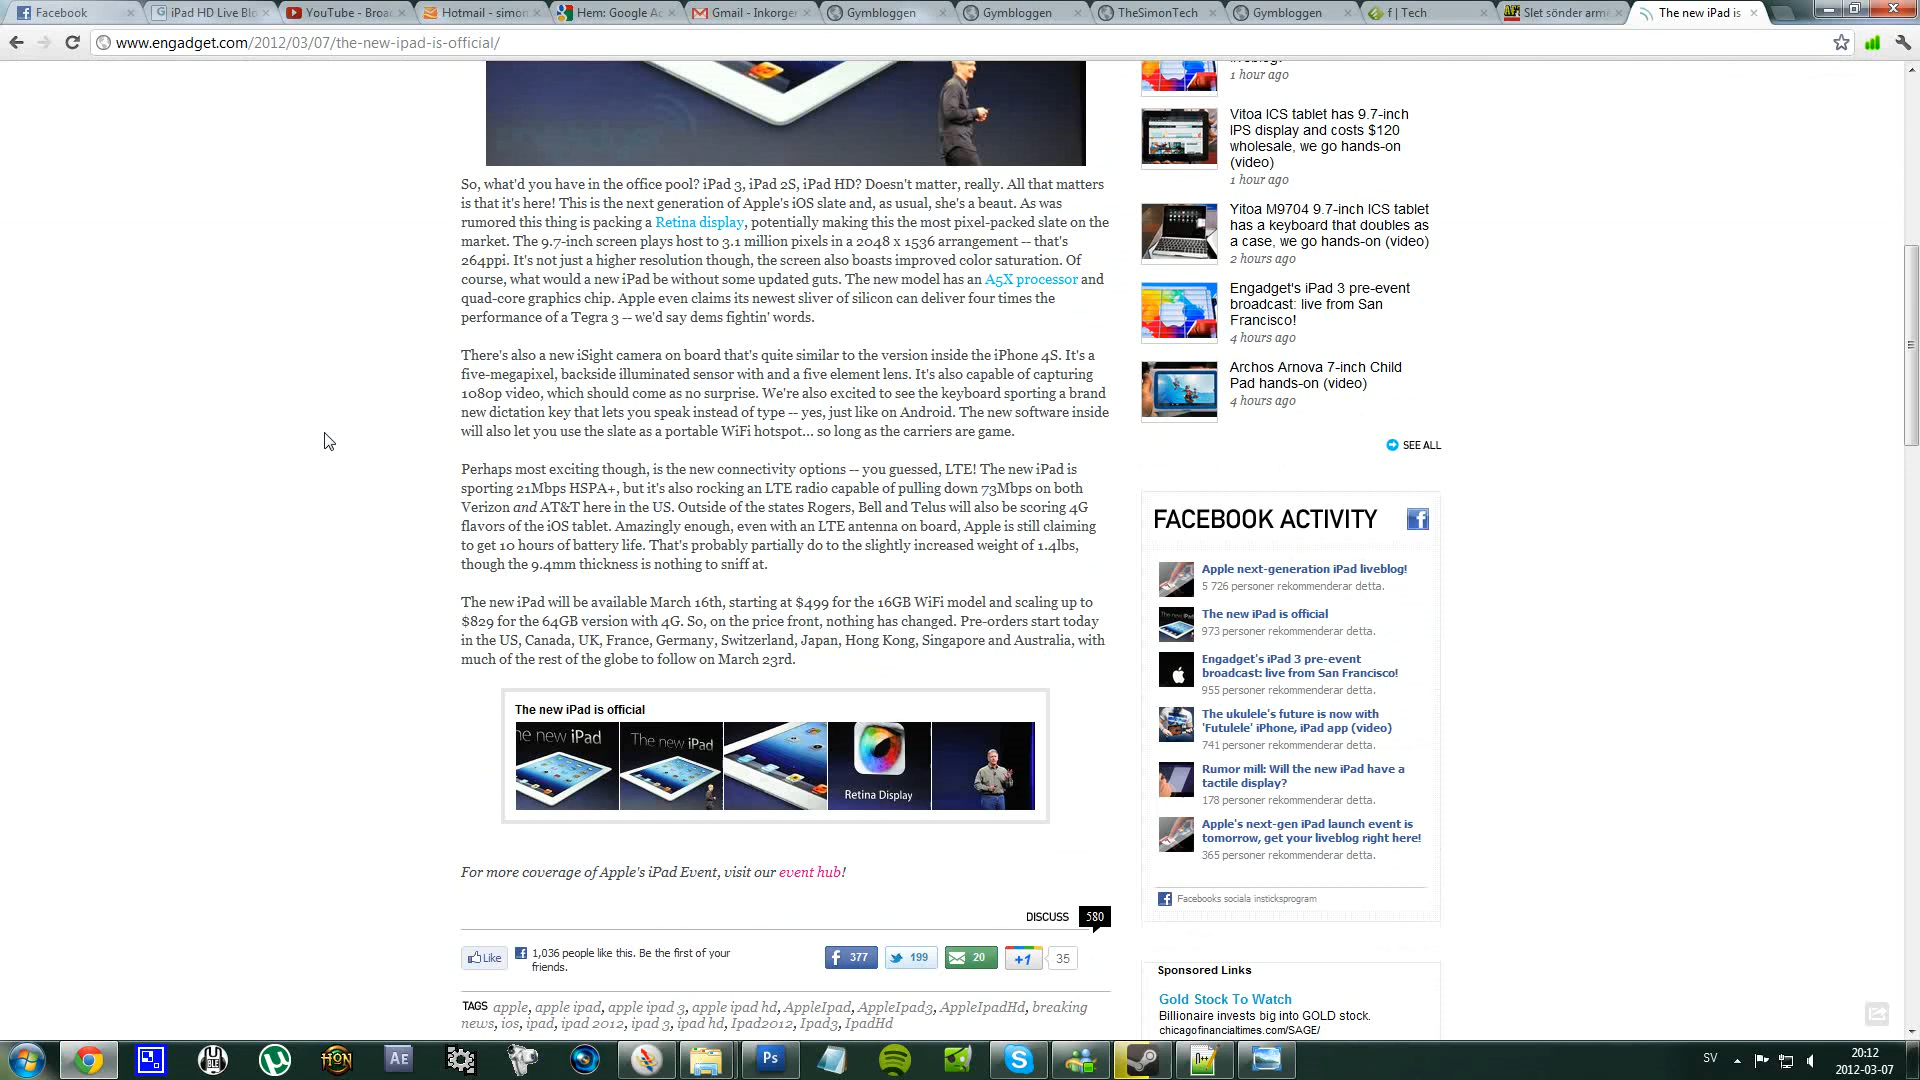 Facebook
iPad HD Live Blo
YouTube - Broad
Hotmail - simon
Hem: Google Ac
Gmail - Inkorgen
Gymbloggen
Gymbloggen
TheSimonTech
Gymbloggen
f | Tech
Slet sönder arm
The new iPad is
www.engadget.com/2012/03/07/the-new-ipad-is-official/
So, what'd you have in the office pool? iPad 3, iPad 2S, iPad HD? Doesn't matter, really. All that matters
is that it's here! This is the next generation of Apple's iOS slate and, as usual, she's a beaut. As was
rumored this thing is packing a Retina display, potentially making this the most pixel-packed slate on the
market. The 9.7-inch screen plays host to 3.1 million pixels in a 2048 x 1536 arrangement -- that's
264ppi. It's not just a higher resolution though, the screen also boasts improved color saturation. Of
course, what would a new iPad be without some updated guts. The new model has an A5X processor and
quad-core graphics chip. Apple even claims its newest sliver of silicon can deliver four times the
performance of a Tegra 3 -- we'd say dems fightin' words.
There's also a new iSight camera on board that's quite similar to the version inside the iPhone 4S. It's a
five-megapixel, backside illuminated sensor with and a five element lens. It's also capable of capturing
1080p video, which should come as no surprise. We're also excited to see the keyboard sporting a brand
new dictation key that lets you speak instead of type -- yes, just like on Android. The new software inside
will also let you use the slate as a portable WiFi hotspot... so long as the carriers are game.
Perhaps most exciting though, is the new connectivity options -- you guessed, LTE! The new iPad is
sporting 21Mbps HSPA+, but it's also rocking an LTE radio capable of pulling down 73Mbps on both
Verizon and AT&T here in the US. Outside of the states Rogers, Bell and Telus will also be scoring 4G
flavors of the iOS tablet. Amazingly enough, even with an LTE antenna on board, Apple is still claiming
to get 10 hours of battery life. That's probably partially do to the slightly increased weight of 1.4lbs,
though the 9.4mm thickness is nothing to sniff at.
The new iPad will be available March 16th, starting at $499 for the 16GB WiFi model and scaling up to
$829 for the 64GB version with 4G. So, on the price front, nothing has changed. Pre-orders start today
in the US, Canada, UK, France, Germany, Switzerland, Japan, Hong Kong, Singapore and Australia, with
much of the rest of the globe to follow on March 23rd.
The new iPad is official
he new iPad
The new iPad
Retina Display
For more coverage of Apple's iPad Event, visit our event hub!
DISCUSS 580
Like
1,036 people like this. Be the first of your
friends.
377
199
20
+1
35
TAGS apple, apple ipad, apple ipad 3, apple ipad hd, AppleIpad, AppleIpad3, AppleIpadHd, breaking
news, ios, ipad, ipad 2012, ipad 3, ipad hd, Ipad2012, Ipad3, IpadHd
1 hour ago
Vitoa ICS tablet has 9.7-inch
IPS display and costs $120
wholesale, we go hands-on
(video)
1 hour ago
Yitoa M9704 9.7-inch ICS tablet
has a keyboard that doubles as
a case, we go hands-on (video)
2 hours ago
Engadget's iPad 3 pre-event
broadcast: live from San
Francisco!
4 hours ago
Archos Arnova 7-inch Child
Pad hands-on (video)
4 hours ago
SEE ALL
FACEBOOK ACTIVITY
Apple next-generation iPad liveblog!
5 726 personer rekommenderar detta.
The new iPad is official
973 personer rekommenderar detta.
Engadget's iPad 3 pre-event
broadcast: live from San Francisco!
955 personer rekommenderar detta.
The ukulele's future is now with
'Futulele' iPhone, iPad app (video)
741 personer rekommenderar detta.
Rumor mill: Will the new iPad have a
tactile display?
178 personer rekommenderar detta.
Apple's next-gen iPad launch event is
tomorrow, get your liveblog right here!
365 personer rekommenderar detta.
Facebooks sociala insticksprogram
Sponsored Links
Gold Stock To Watch
Billionaire invests big into GOLD stock.
chicagofinancialtimes.com/SAGE/
HON
AE
Ps
SV
20:12
2012-03-07